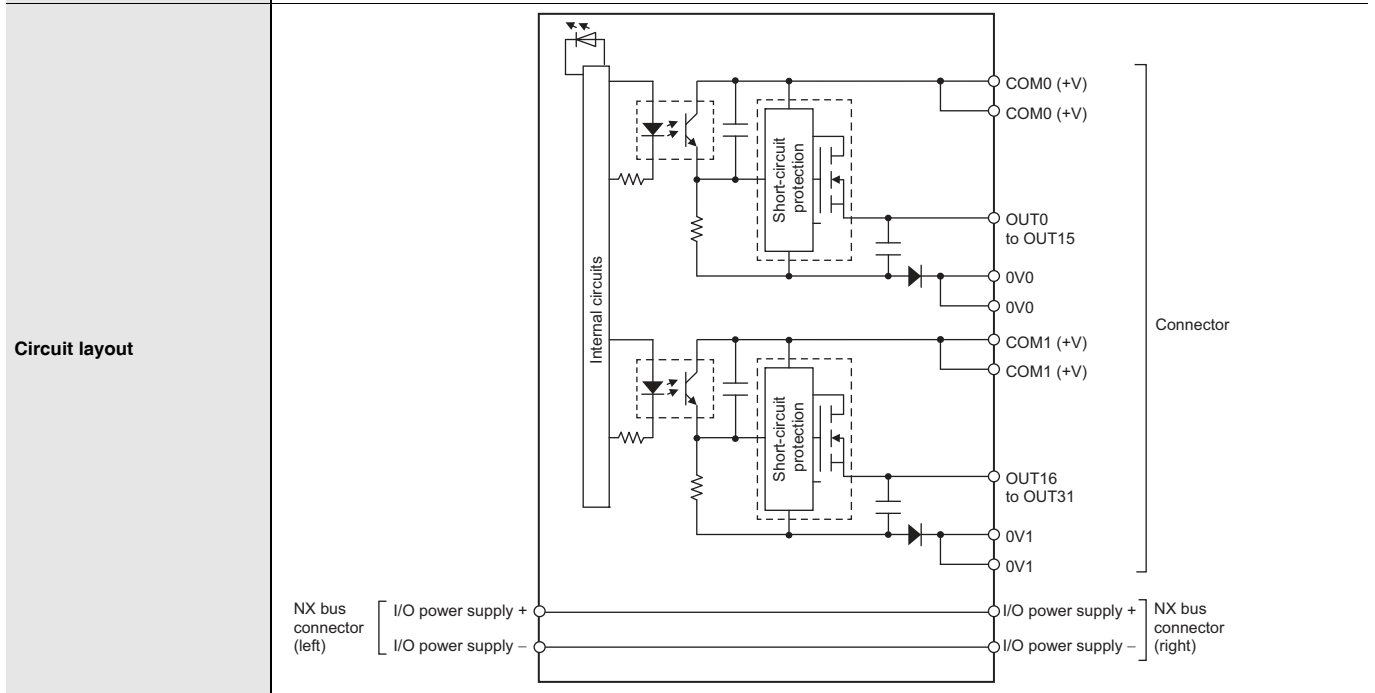 Circuit layout
Internal circuits
Short-circuit
protection
COM0 (+V)
COM0 (+V)
OUT0
to OUT15
0V0
0V0
Short-circuit
protection
COM1 (+V)
COM1 (+V)
OUT16
to OUT31
0V1
0V1
Connector
NX bus
connector
(left)
I/O power supply +
I/O power supply –
I/O power supply +
I/O power supply –
NX bus
connector
(right)